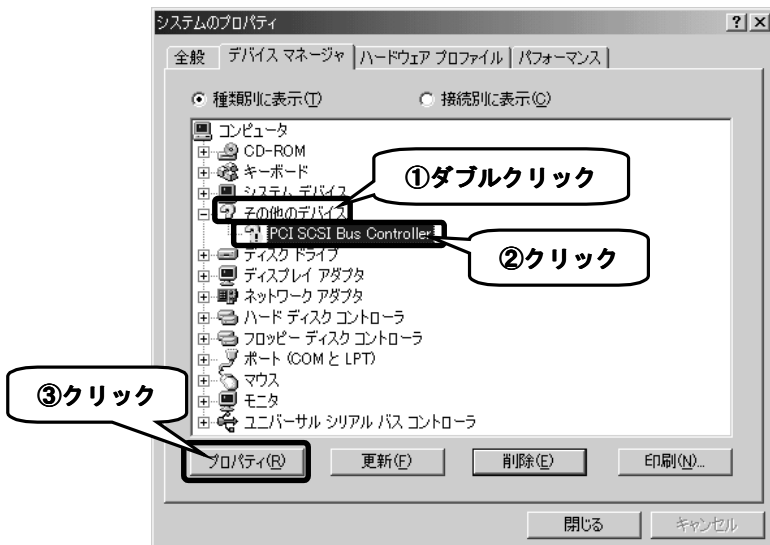 システムのプロパティ
全般 デバイス マネージャ ハードウェア プロファイル パフォーマンス
種類別に表示(T) 接続別に表示(C)
コンピュータ
CD-ROM
キーボード
システム デバイス
その他のデバイス
PCI SCSI Bus Controller
ディスク ドライブ
ディスプレイ アダプタ
ネットワーク アダプタ
ハード ディスク コントローラ
フロッピー ディスク コントローラ
ポート (COM と LPT)
マウス
モニタ
ユニバーサル シリアル バス コントローラ
①ダブルクリック
②クリック
③クリック
プロパティ(R) 更新(F) 削除(E) 印刷(N)...
閉じる キャンセル